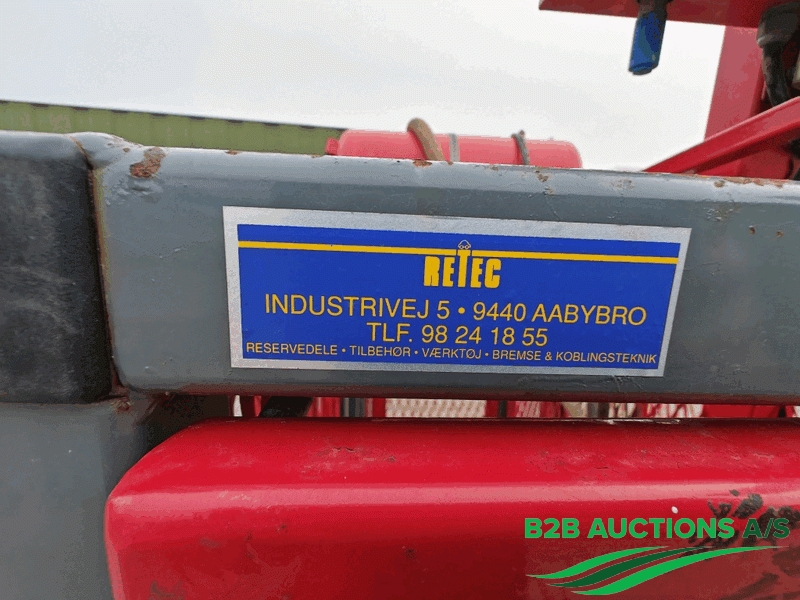 RETEC
INDUSTRIVEJ 5 • 9440 AABYBRO
TLF. 98 24 18 55
RESERVEDELE • TILBEHØR • VÆRKTØJ • BREMSE & KOBLINGSTEKNIK
B2B AUCTIONS A/S